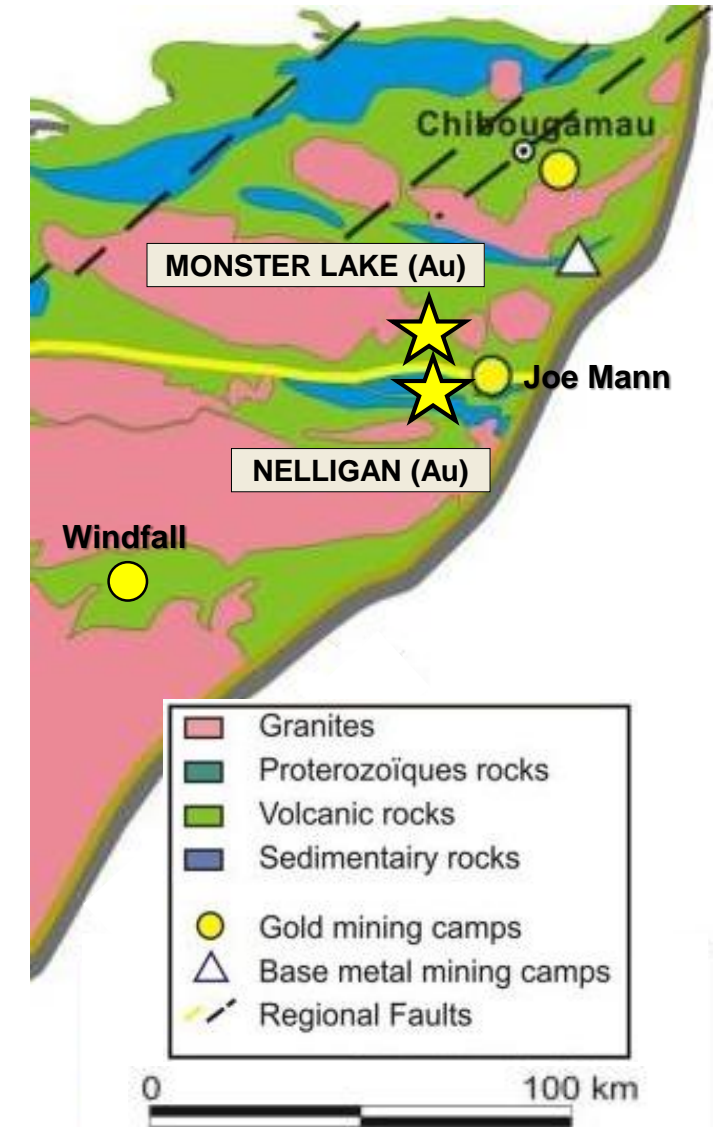 Chibougamau
MONSTER LAKE (Au)
Joe Mann
NELLIGAN (Au)
Windfall
Granites
Proterozoïques rocks
Volcanic rocks
Sedimentairy rocks
Gold mining camps
Base metal mining camps
Regional Faults
0 100 km